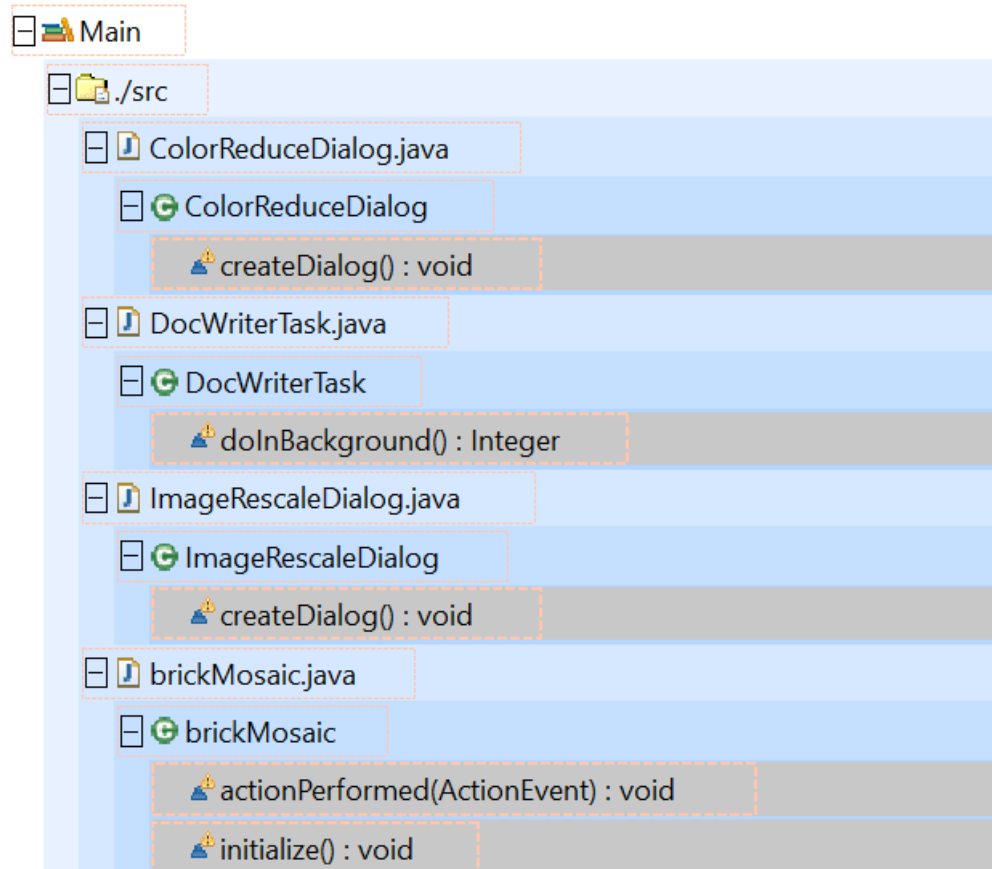 Main
./src
ColorReduceDialog.java
ColorReduceDialog
createDialog() : void
DocWriterTask.java
DocWriterTask
doInBackground() : Integer
ImageRescaleDialog.java
ImageRescaleDialog
createDialog() : void
brickMosaic.java
brickMosaic
actionPerformed(ActionEvent) : void
initialize() : void